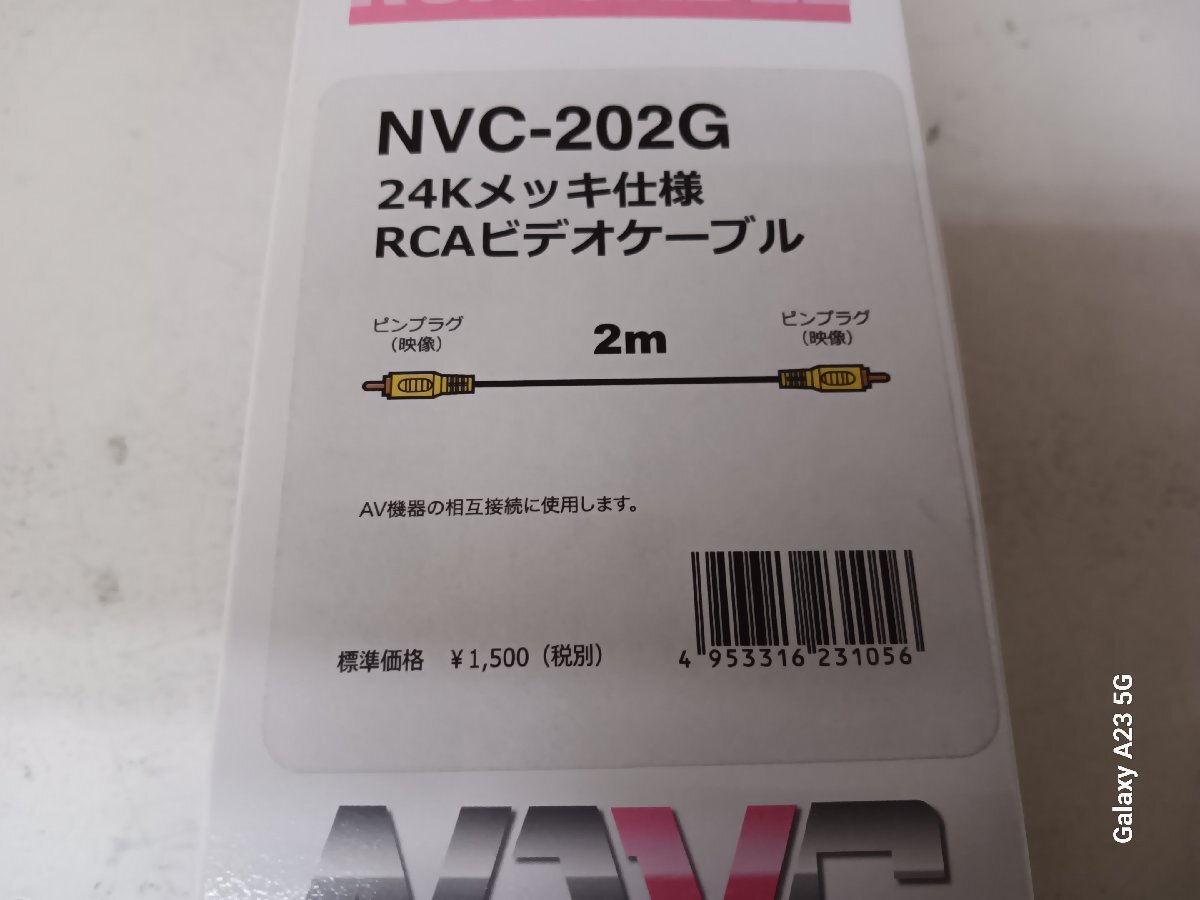 NVC-202G
24Kメッキ仕様
RCAビデオケーブル
ピンプラグ
（映像）
2m
ピンプラグ
（映像）
AV機器の相互接続に使用します。
標準価格 ￥1,500（税別）
4 953316 231056
Galaxy A23 5G